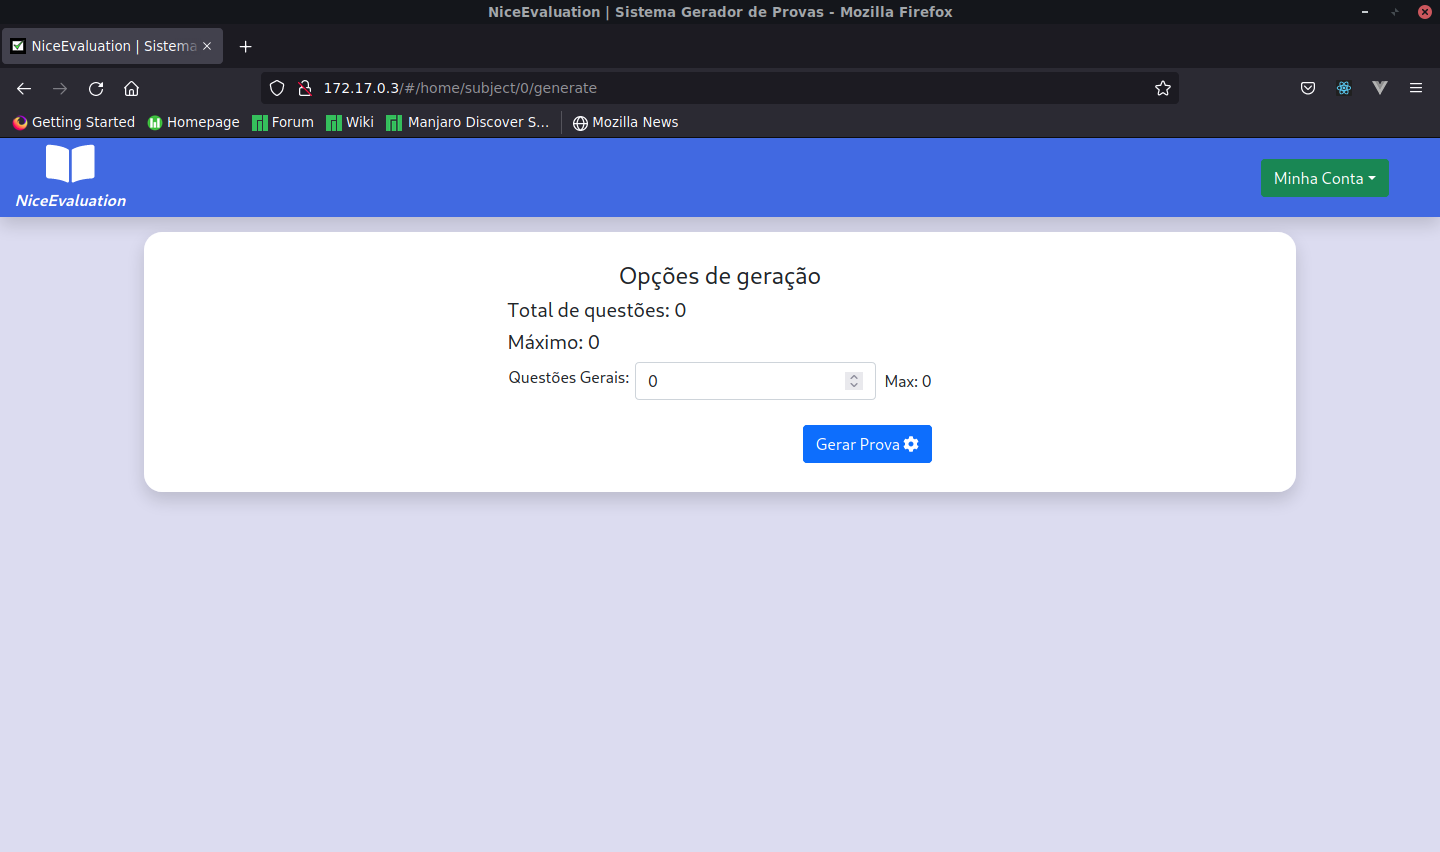 NiceEvaluation | Sistema Gerador de Provas - Mozilla Firefox
NiceEvaluation | Sistema
172.17.0.3/#/home/subject/0/generate
Getting Started Homepage Forum Wiki Manjaro Discover S... Mozilla News
NiceEvaluation
Minha Conta
Opções de geração
Total de questões: 0
Máximo: 0
Questões Gerais: 0 Max: 0
Gerar Prova